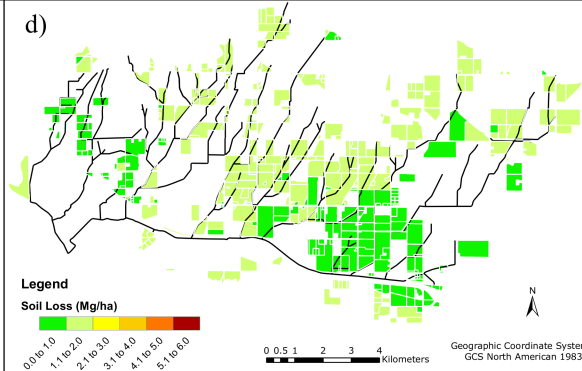 d)
Legend
Soil Loss (Mg/ha)
0.0 to 1.0
1.1 to 2.0
2.1 to 3.0
3.1 to 4.0
4.1 to 5.0
5.1 to 6.0
0 0.5 1 2 3 4
Kilometers
N
Geographic Coordinate System
GCS North American 1983